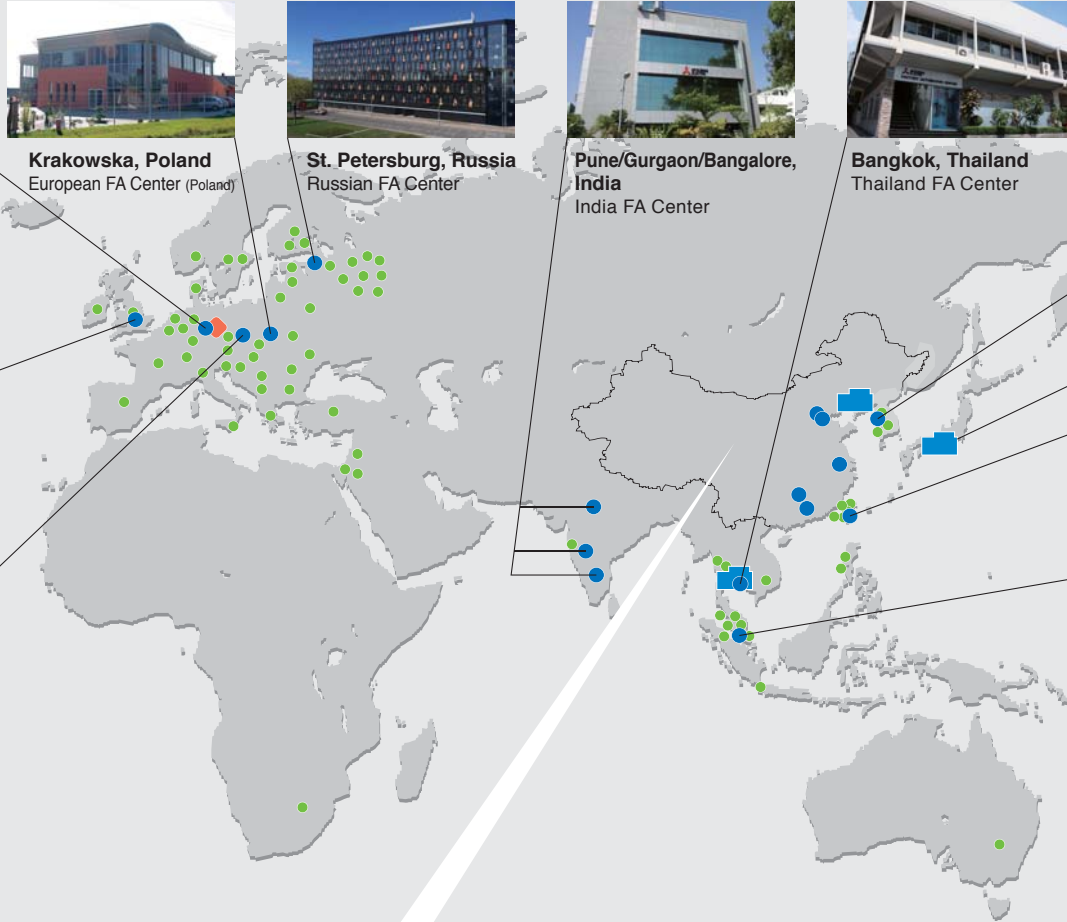 Krakowska, Poland
European FA Center (Poland)
St. Petersburg, Russia
Russian FA Center
Pune/Gurgaon/Bangalore,
India
India FA Center
Bangkok, Thailand
Thailand FA Center